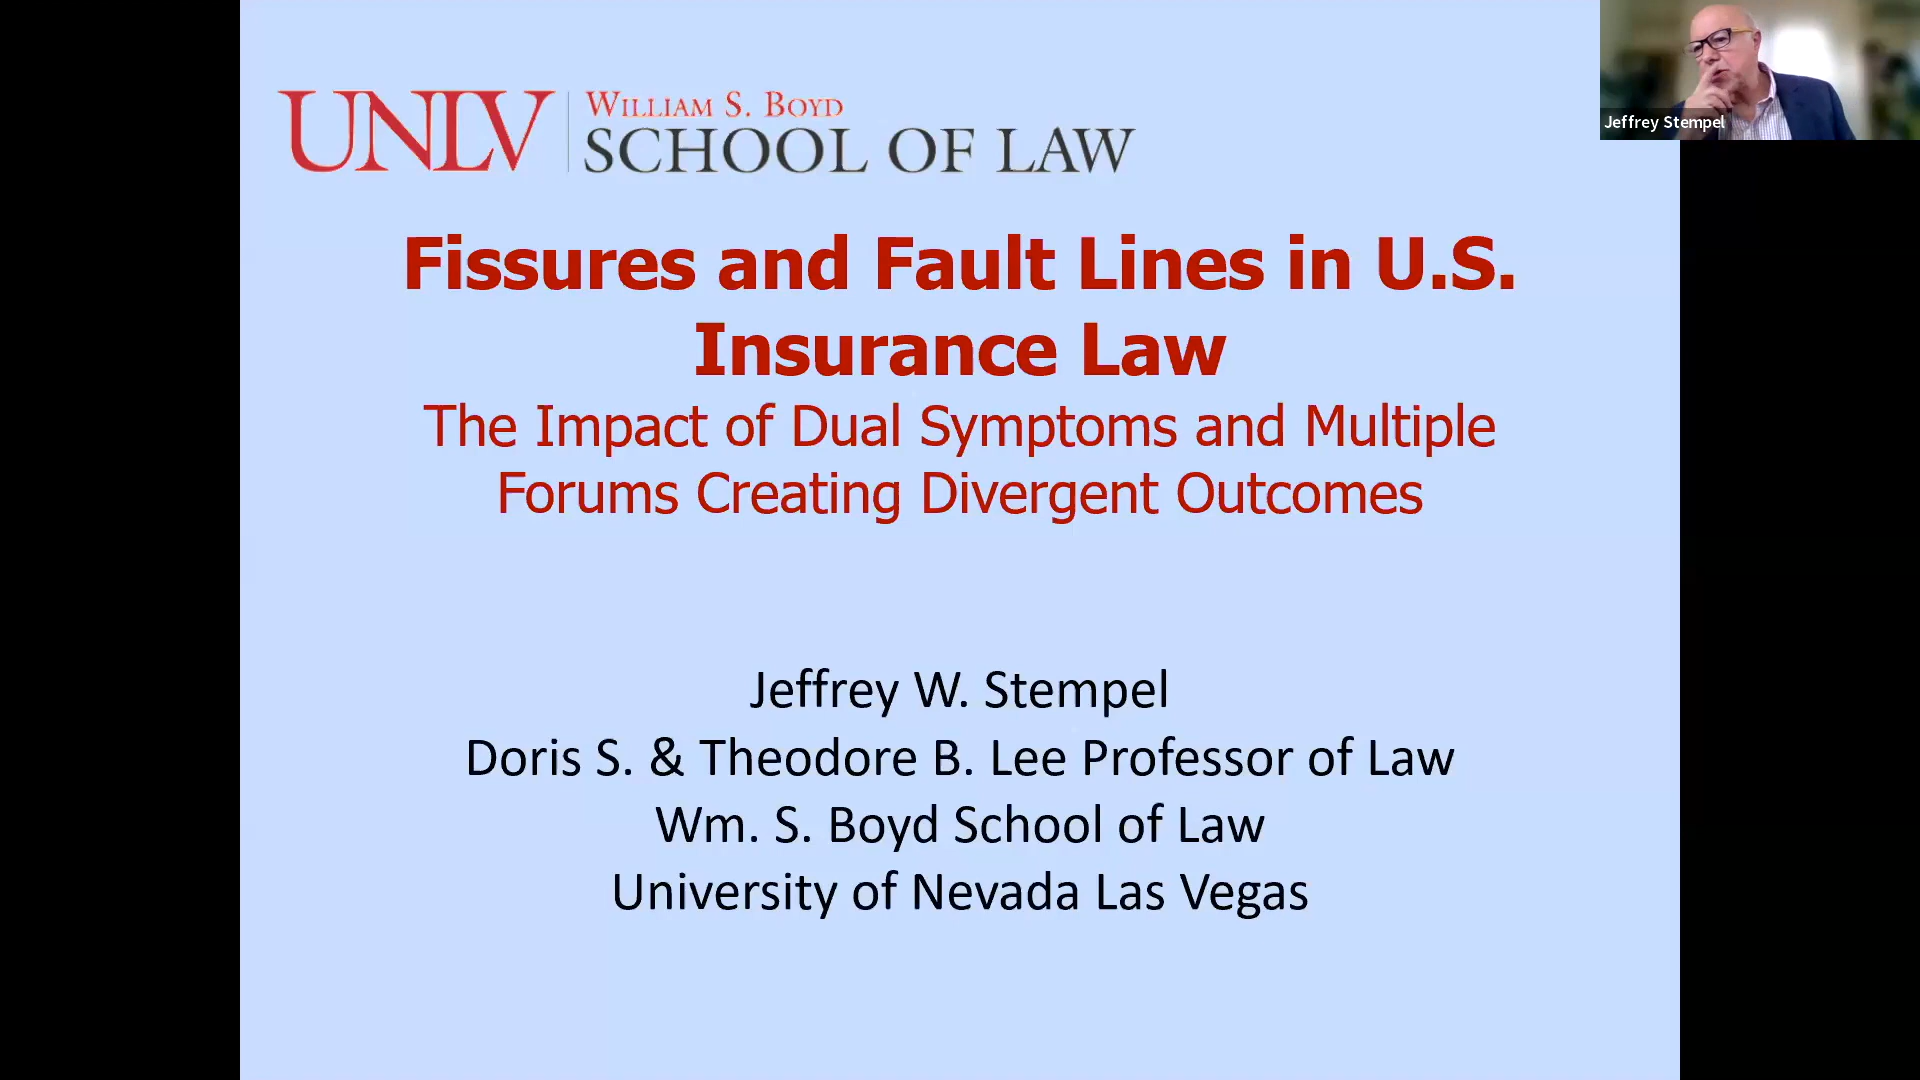 UNLV
WILLIAM S. BOYD
SCHOOL OF LAW
Jeffrey Stempel
Fissures and Fault Lines in U.S.
Insurance Law
The Impact of Dual Symptoms and Multiple
Forums Creating Divergent Outcomes
Jeffrey W. Stempel
Doris S. & Theodore B. Lee Professor of Law
Wm. S. Boyd School of Law
University of Nevada Las Vegas